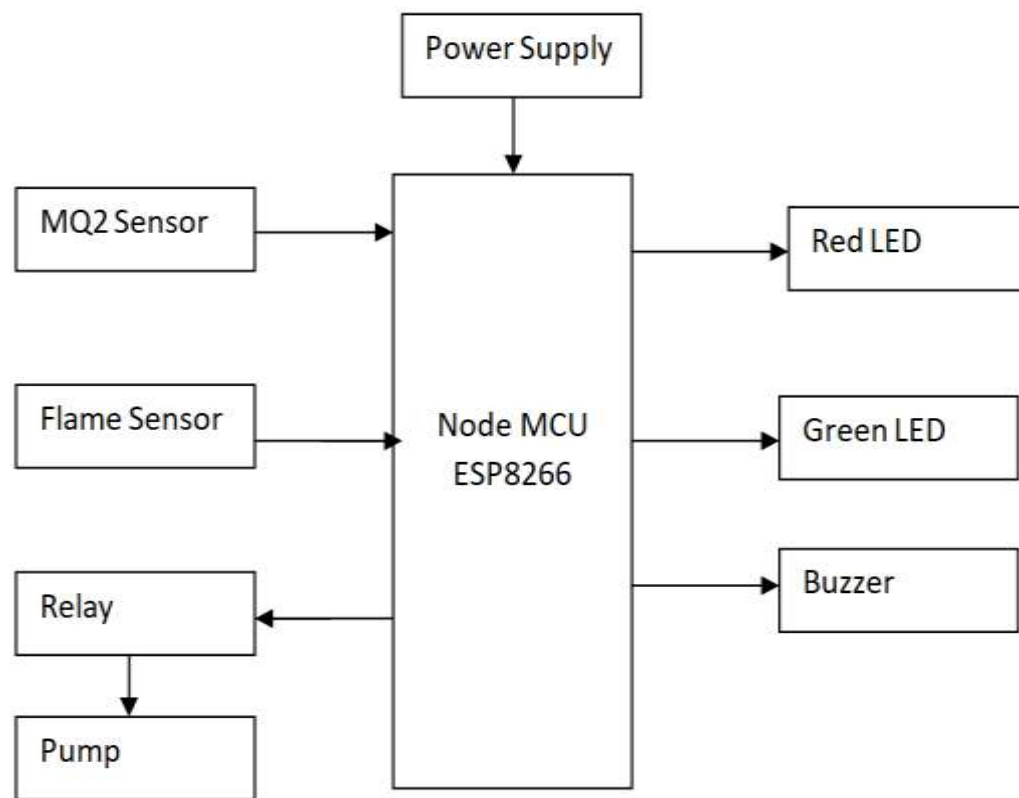 Power Supply
MQ2 Sensor
Red LED
Flame Sensor
Node MCU
ESP8266
Green LED
Relay
Buzzer
Pump